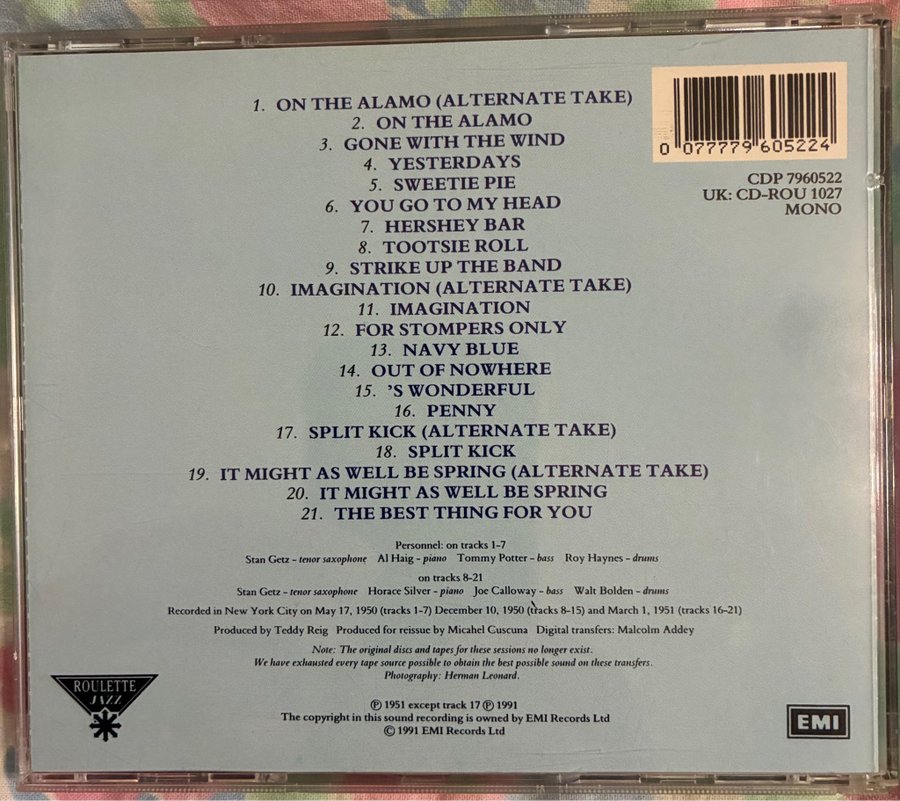 1. ON THE ALAMO (ALTERNATE TAKE)
2. ON THE ALAMO
3. GONE WITH THE WIND
4. YESTERDAYS
5. SWEETIE PIE
6. YOU GO TO MY HEAD
7. HERSHEY BAR
8. TOOTSIE ROLL
9. STRIKE UP THE BAND
10. IMAGINATION (ALTERNATE TAKE)
11. IMAGINATION
12. FOR STOMPERS ONLY
13. NAVY BLUE
14. OUT OF NOWHERE
15. 'S WONDERFUL
16. PENNY
17. SPLIT KICK (ALTERNATE TAKE)
18. SPLIT KICK
19. IT MIGHT AS WELL BE SPRING (ALTERNATE TAKE)
20. IT MIGHT AS WELL BE SPRING
21. THE BEST THING FOR YOU
0 077779 605224
CDP 7960522
UK: CD-ROU 1027
MONO
Personnel: on tracks 1-7
Stan Getz – tenor saxophone Al Haig – piano Tommy Potter – bass Roy Haynes – drums
on tracks 8-21
Stan Getz – tenor saxophone Horace Silver – piano Joe Calloway – bass Walt Bolden – drums
Recorded in New York City on May 17, 1950 (tracks 1-7) December 10, 1950 (tracks 8-15) and March 1, 1951 (tracks 16-21)
Produced by Teddy Reig Produced for reissue by Micahel Cuscuna Digital transfers: Malcolm Addey
Note: The original discs and tapes for these sessions no longer exist.
We have exhausted every tape source possible to obtain the best possible sound on these transfers.
Photography: Herman Leonard.
℗ 1951 except track 17 ℗ 1991
The copyright in this sound recording is owned by EMI Records Ltd
© 1991 EMI Records Ltd
ROULETTE
JAZZ
EMI